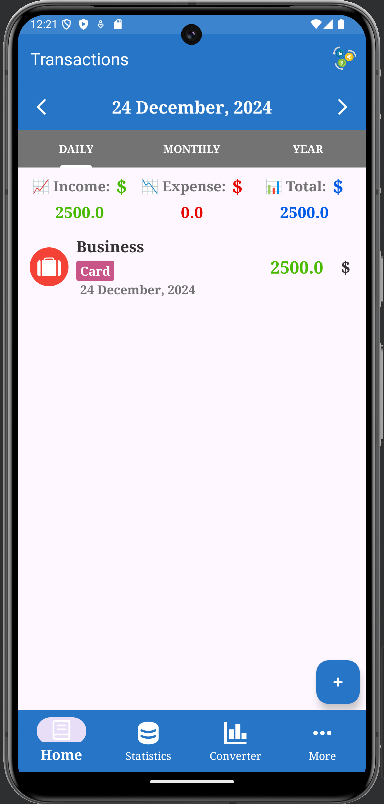 12:21
Transactions
24 December, 2024
DAILY MONTHLY YEAR
Income: $ Expense: $ Total: $
2500.0 0.0 2500.0
Business
Card
24 December, 2024
2500.0 $
+
Home Statistics Converter More